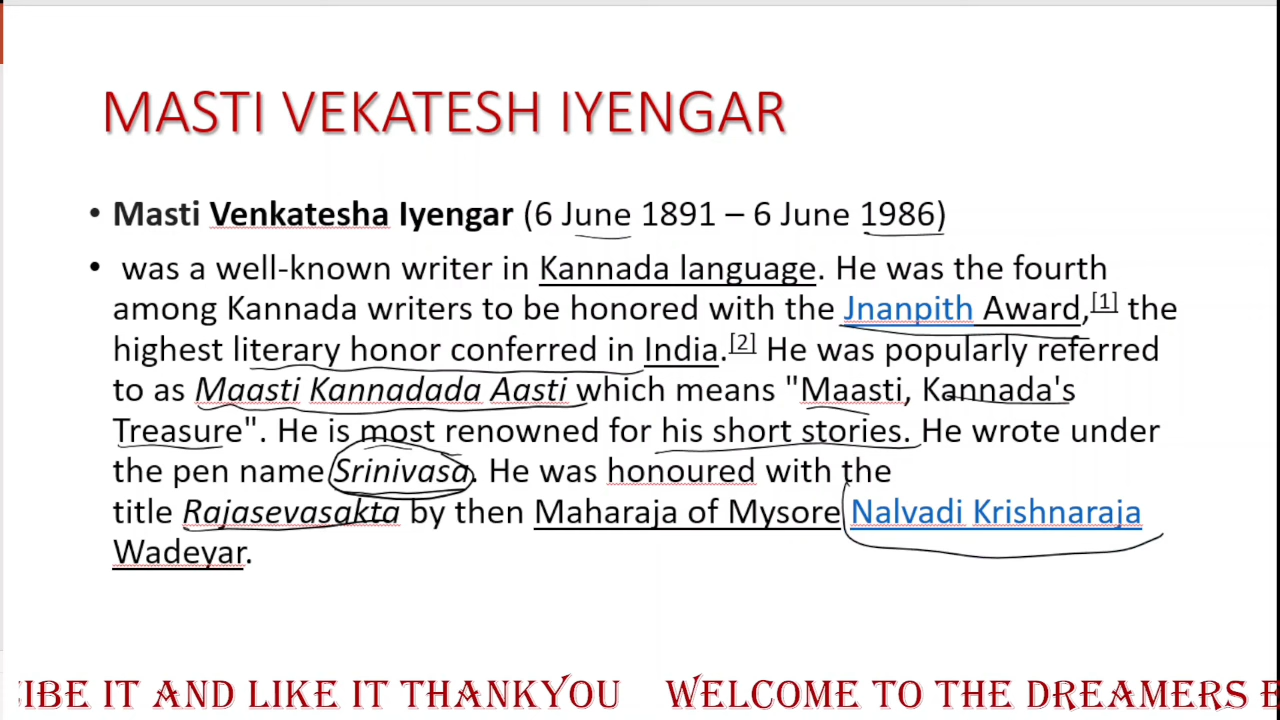 MASTI VEKATESH IYENGAR
• Masti Venkatesha Iyengar (6 June 1891 – 6 June 1986)
• was a well-known writer in Kannada language. He was the fourth
among Kannada writers to be honored with the Jnanpith Award,[1] the
highest literary honor conferred in India.[2] He was popularly referred
to as Maasti Kannadada Aasti which means "Maasti, Kannada's
Treasure". He is most renowned for his short stories. He wrote under
the pen name Srinivasa. He was honoured with the
title Rajasevasakta by then Maharaja of Mysore Nalvadi Krishnaraja
Wadeyar.
IBE IT AND LIKE IT THANKYOU WELCOME TO THE DREAMERS